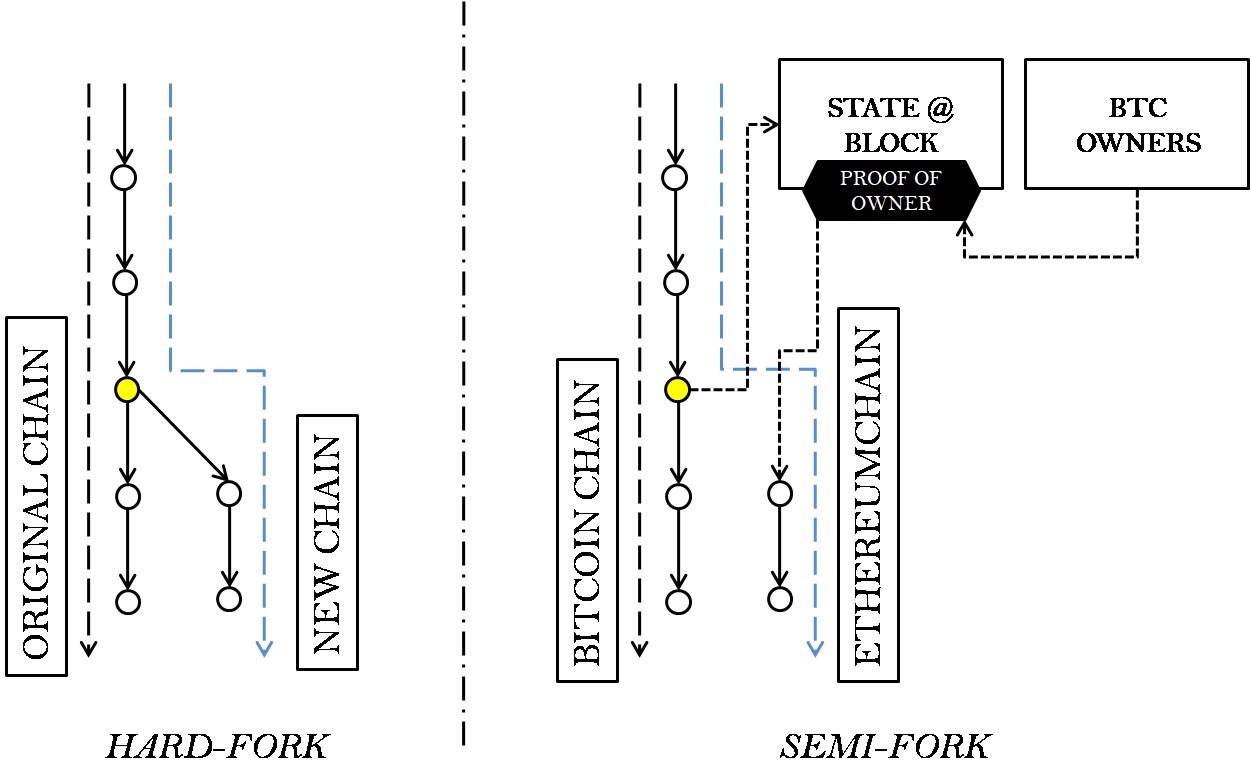 ORIGINAL CHAIN
NEW CHAIN
HARD-FORK
STATE @
BLOCK
PROOF OF
OWNER
BTC
OWNERS
BITCOIN CHAIN
ETHEREUMCHAIN
SEMI-FORK